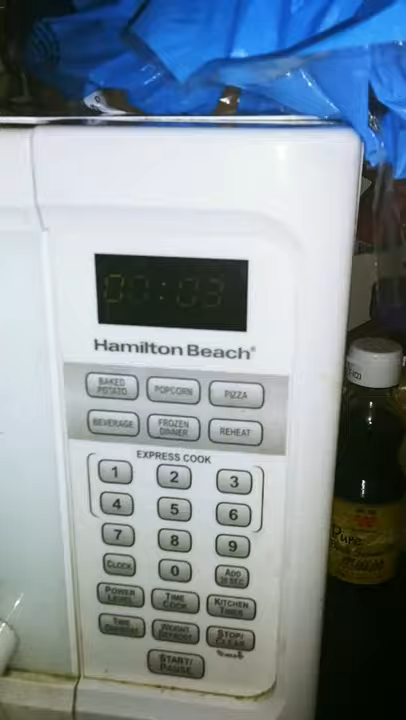 00:03
Hamilton Beach®
BAKED POTATO
POPCORN
PIZZA
BEVERAGE
FROZEN DINNER
REHEAT
EXPRESS COOK
1 2 3
4 5 6
7 8 9
CLOCK 0 ADD 30 SEC
POWER LEVEL
TIME COOK
KITCHEN TIMER
TIME DEFROST
WEIGHT DEFROST
STOP/CLEAR
START/PAUSE
Pure